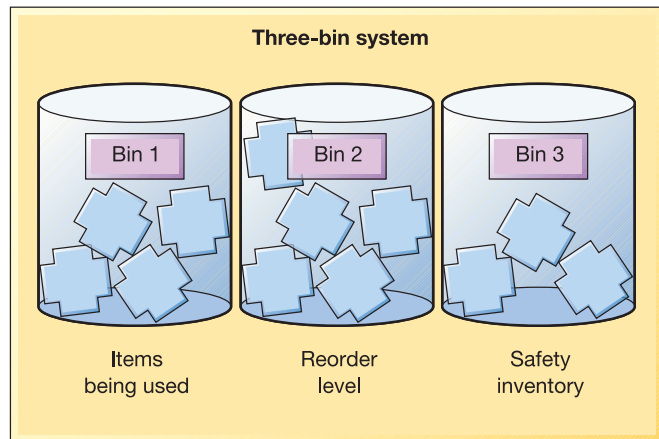 Three-bin system
Bin 1
Bin 2
Bin 3
Items
being used
Reorder
level
Safety
inventory